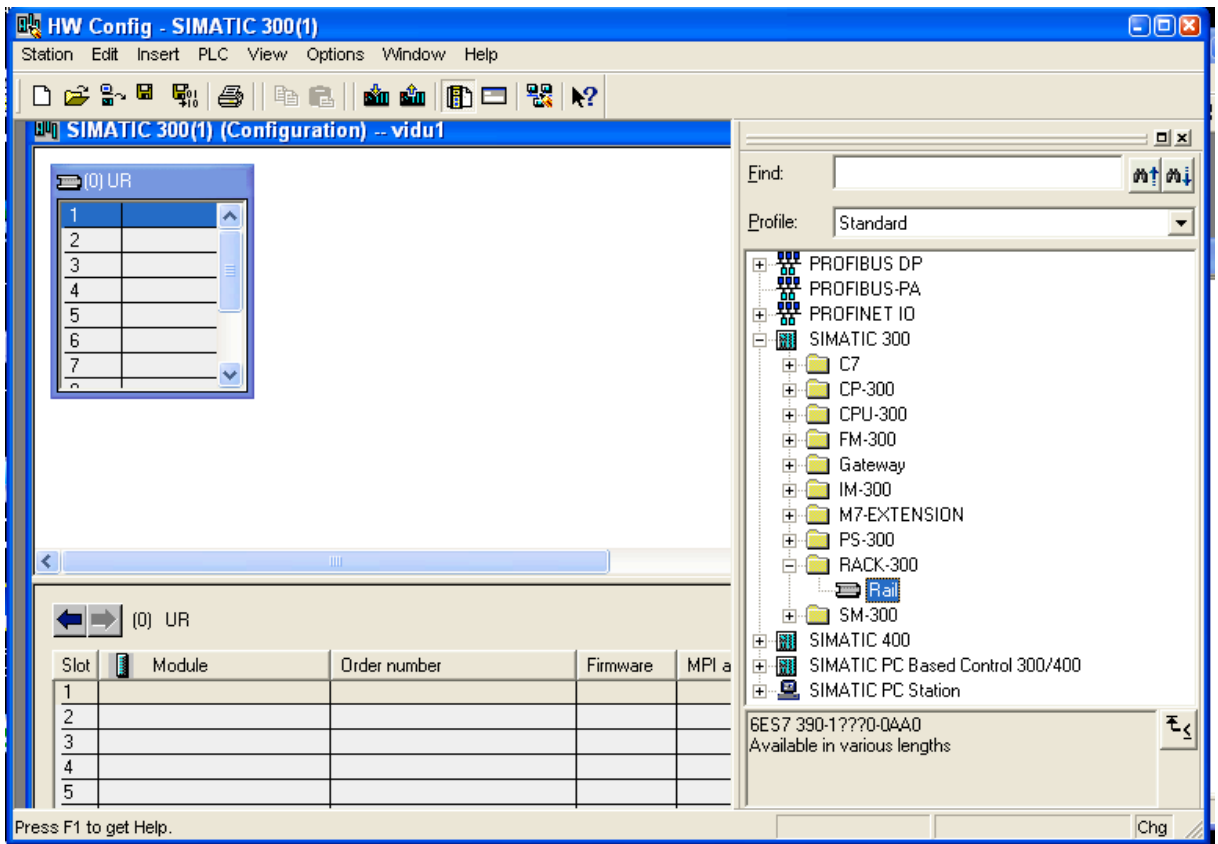 HW Config - SIMATIC 300(1)
Station Edit Insert PLC View Options Window Help
SIMATIC 300(1) (Configuration) -- vidu1
(0) UR
1
2
3
4
5
6
7
Find:
Profile: Standard
PROFIBUS DP
PROFIBUS-PA
PROFINET IO
SIMATIC 300
C7
CP-300
CPU-300
FM-300
Gateway
IM-300
M7-EXTENSION
PS-300
RACK-300
Rail
SM-300
SIMATIC 400
SIMATIC PC Based Control 300/400
SIMATIC PC Station
6ES7 390-1???0-0AA0
Available in various lengths
(0) UR
Slot Module Order number Firmware MPI a
1
2
3
4
5
Press F1 to get Help.
Chg